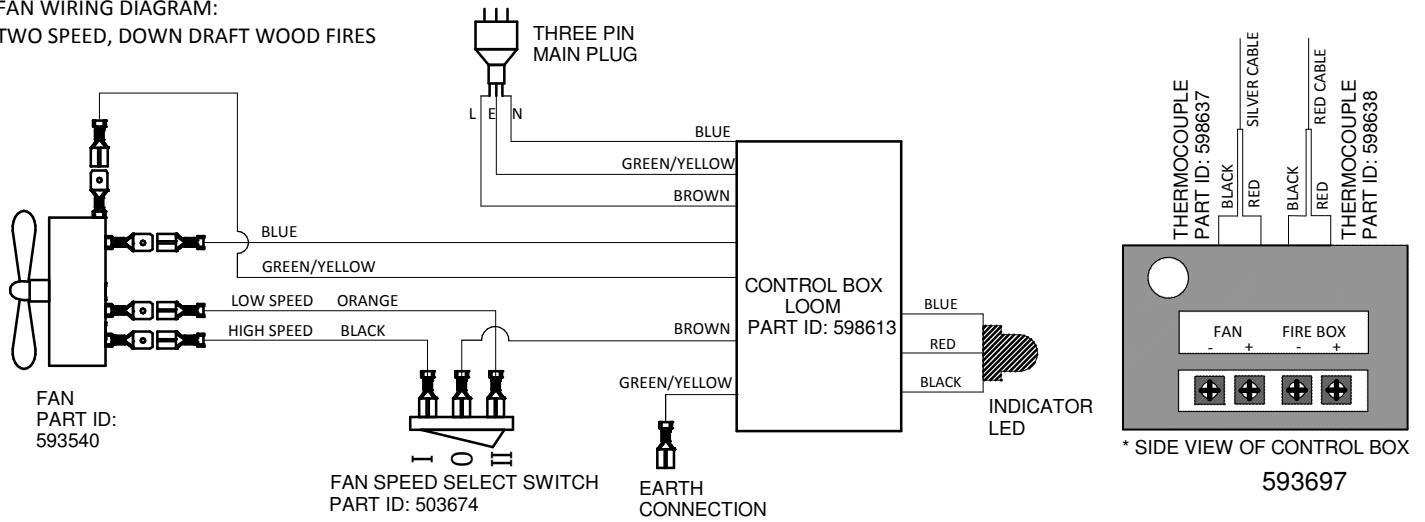 FAN WIRING DIAGRAM:
TWO SPEED, DOWN DRAFT WOOD FIRES
THREE PIN
MAIN PLUG
L E N
BLUE
GREEN/YELLOW
BROWN
BLUE
GREEN/YELLOW
LOW SPEED ORANGE
HIGH SPEED BLACK
BROWN
GREEN/YELLOW
CONTROL BOX
LOOM
PART ID: 598613
BLUE
RED
BLACK
INDICATOR
LED
FAN
PART ID:
593540
I O II
FAN SPEED SELECT SWITCH
PART ID: 503674
EARTH
CONNECTION
THERMOCOUPLE
PART ID: 598637
BLACK
RED
SILVER CABLE
BLACK
RED
RED CABLE
THERMOCOUPLE
PART ID: 598638
FAN FIRE BOX
- + - +
* SIDE VIEW OF CONTROL BOX
593697